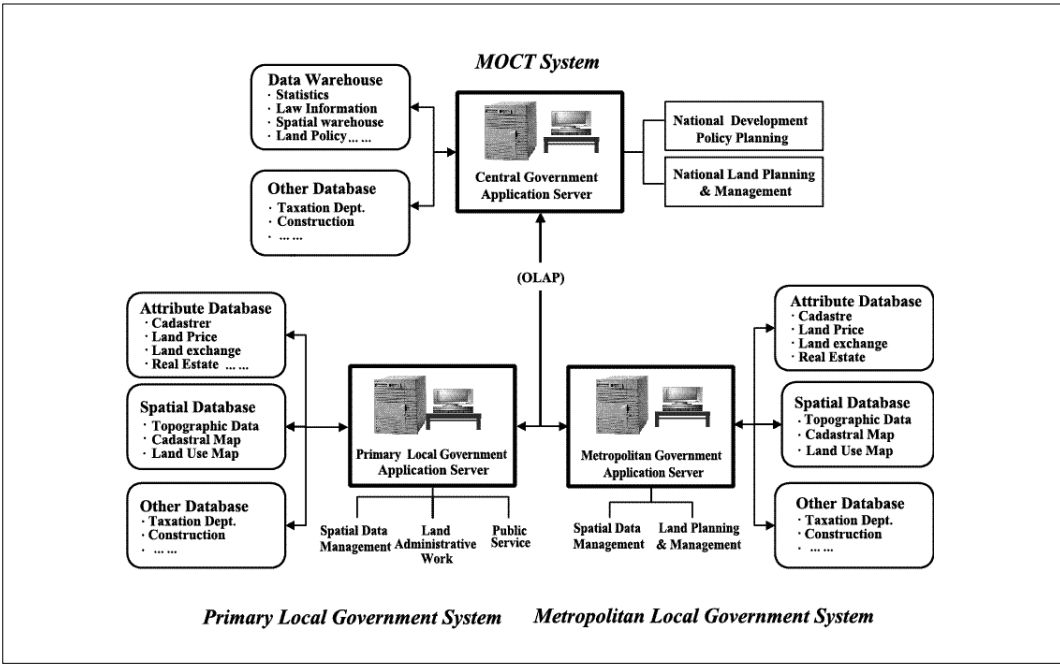 MOCT System
Data Warehouse
· Statistics
· Law Information
· Spatial warehouse
· Land Policy ... ...
Other Database
· Taxation Dept.
· Construction
· ... ...
Central Government
Application Server
National Development
Policy Planning
National Land Planning
& Management
(OLAP)
Attribute Database
· Cadastrer
· Land Price
· Land exchange
· Real Estate ... ...
Spatial Database
· Topographic Data
· Cadastral Map
· Land Use Map
Other Database
· Taxation Dept.
· Construction
· ... ...
Primary Local Government
Application Server
Spatial Data
Management
Land
Administrative
Work
Public
Service
Metropolitan Government
Application Server
Spatial Data
Management
Land Planning
& Management
Attribute Database
· Cadastre
· Land Price
· Land exchange
· Real Estate
Spatial Database
· Topographic Data
· Cadastral Map
· Land Use Map
Other Database
· Taxation Dept.
· Construction
· ... ...
Primary Local Government System
Metropolitan Local Government System